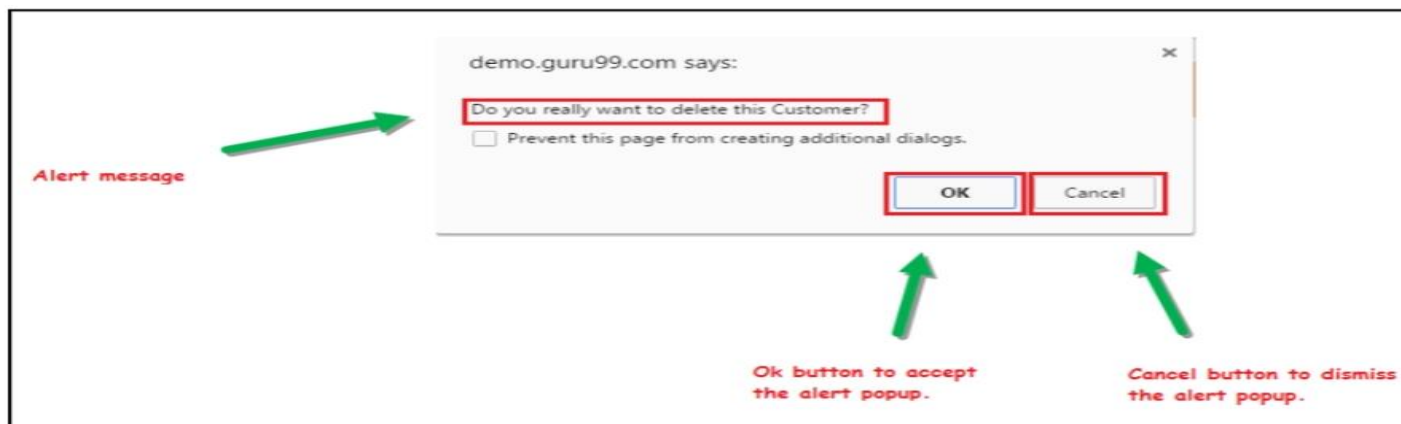 demo.guru99.com says:
×
Do you really want to delete this Customer?
Prevent this page from creating additional dialogs.
Alert message
OK
Cancel
Ok button to accept
the alert popup.
Cancel button to dismiss
the alert popup.